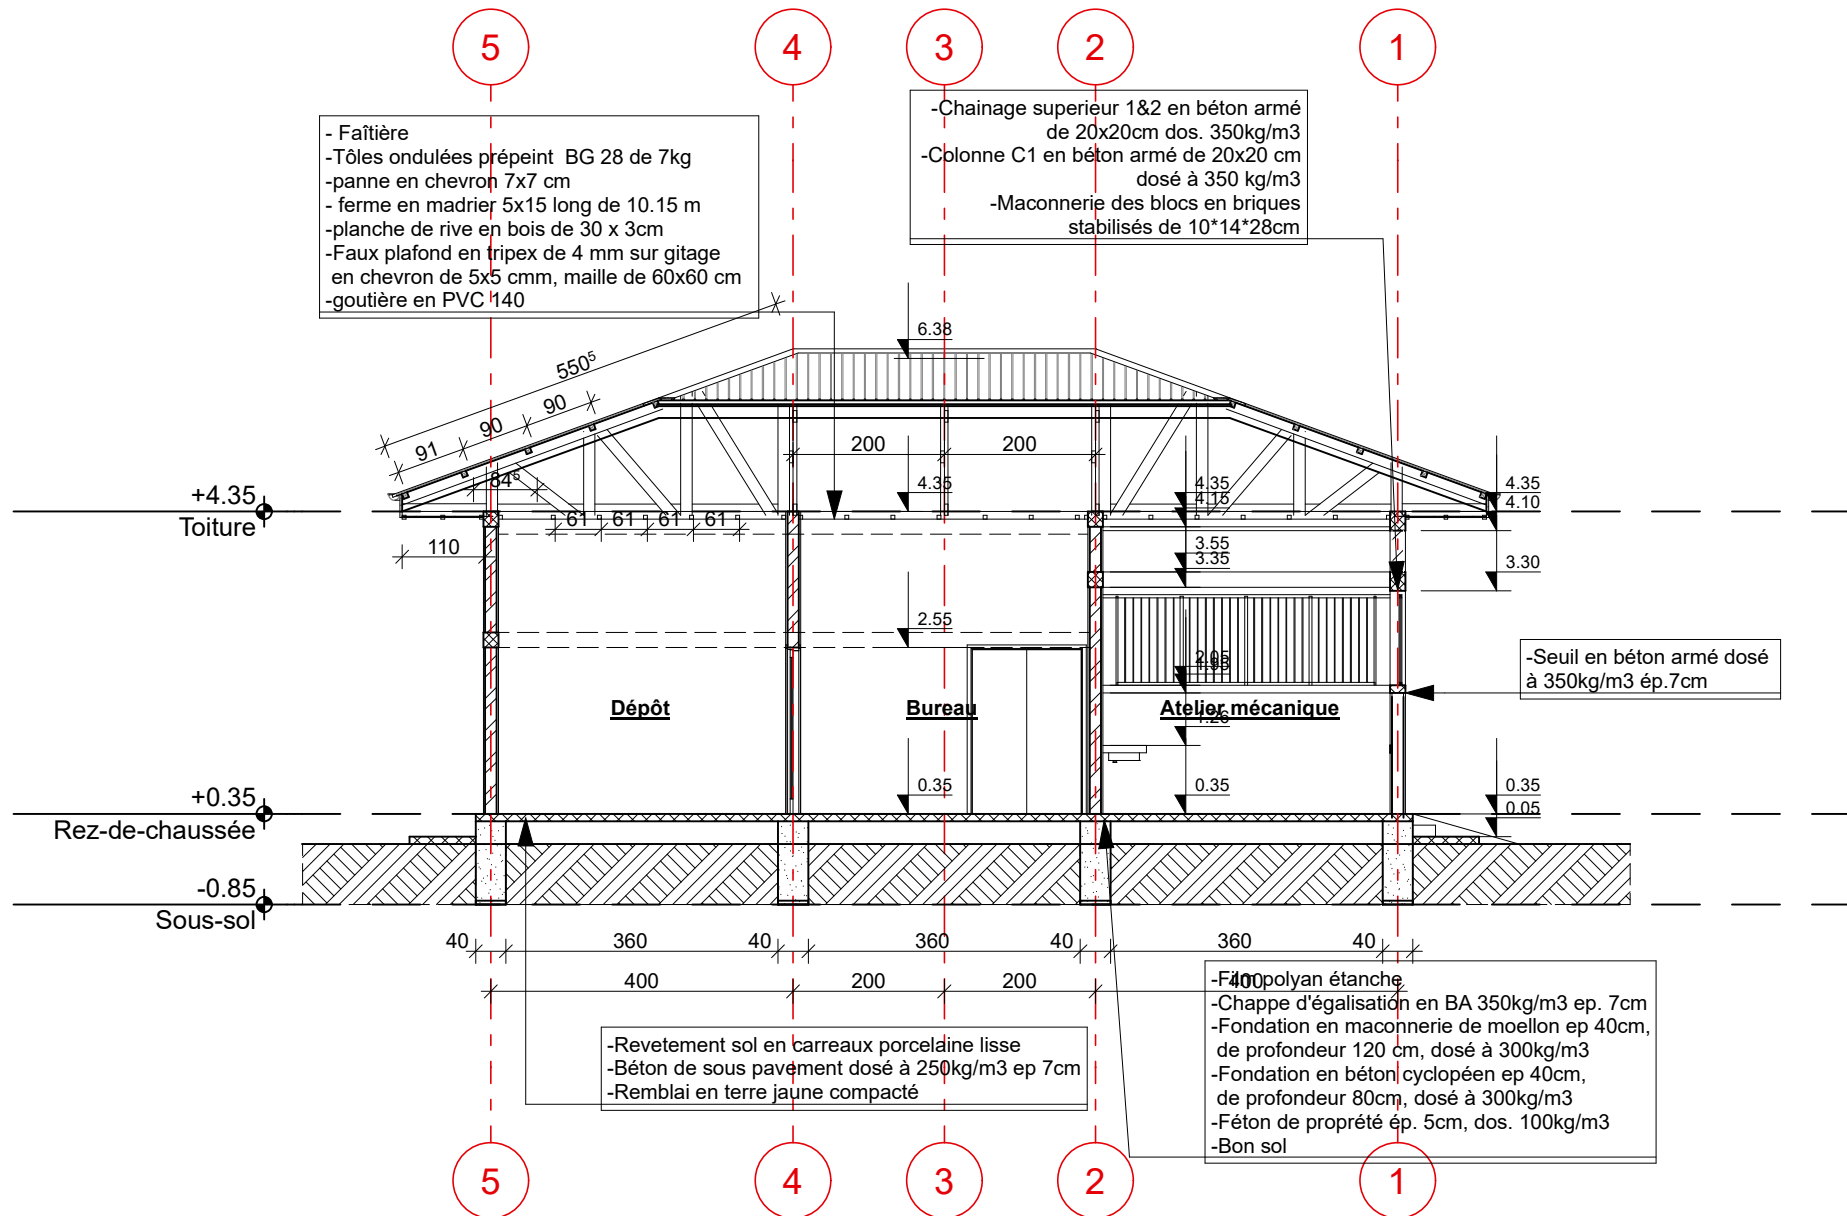 5
4
3
2
1
- Faîtière
-Tôles ondulées prépeint  BG 28 de 7kg
-panne en chevron 7x7 cm
- ferme en madrier 5x15 long de 10.15 m
-planche de rive en bois de 30 x 3cm
-Faux plafond en tripex de 4 mm sur gitage
en chevron de 5x5 cmm, maille de 60x60 cm
-goutière en PVC 140
-Chainage superieur 1&2 en béton armé
de 20x20cm dos. 350kg/m3
-Colonne C1 en béton armé de 20x20 cm
dosé à 350 kg/m3
-Maconnerie des blocs en briques
stabilisés de 10*14*28cm
6.38
550⁵
91
90
90
84⁵
200
200
4.35
4.35
4.15
4.35
4.10
+4.35
Toiture
61
61
61
61
110
3.55
3.35
3.30
2.55
2.05
1.95
-Seuil en béton armé dosé
à 350kg/m3 ép.7cm
Dépôt
Bureau
Atelier mécanique
1.26
0.35
0.35
0.35
0.05
+0.35
Rez-de-chaussée
-0.85
Sous-sol
40
360
40
360
40
360
40
400
200
200
400
-Film polyan étanche
-Chappe d'égalisation en BA 350kg/m3 ep. 7cm
-Fondation en maconnerie de moellon ep 40cm,
de profondeur 120 cm, dosé à 300kg/m3
-Fondation en béton cyclopéen ep 40cm,
de profondeur 80cm, dosé à 300kg/m3
-Féton de proprété ép. 5cm, dos. 100kg/m3
-Bon sol
-Revetement sol en carreaux porcelaine lisse
-Béton de sous pavement dosé à 250kg/m3 ep 7cm
-Remblai en terre jaune compacté
5
4
3
2
1